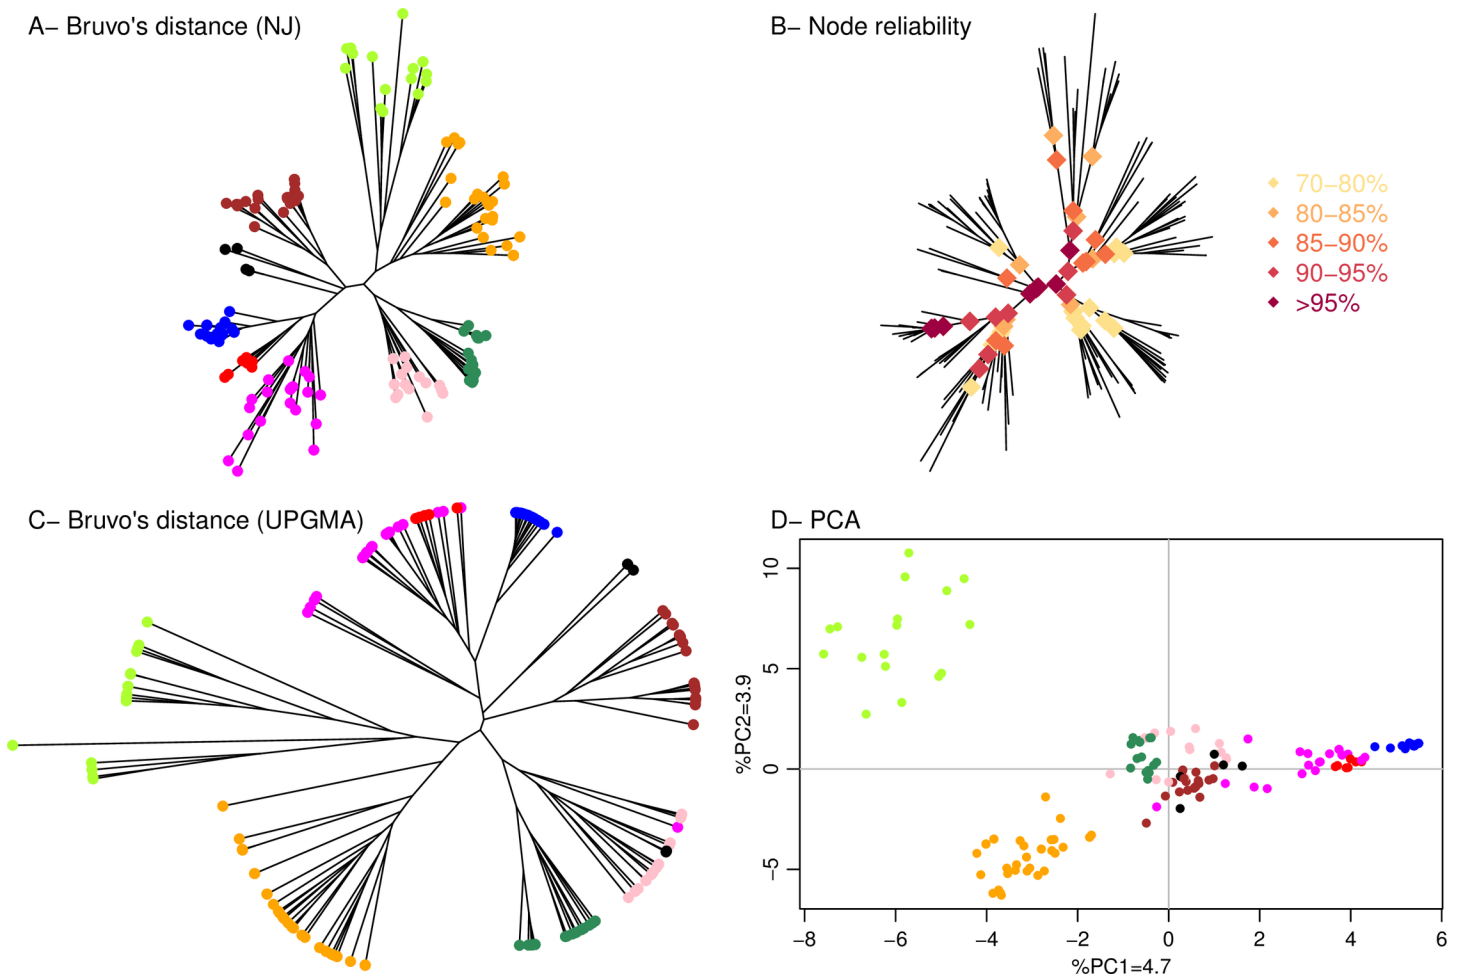 A− Bruvo's distance (NJ)
B− Node reliability
70−80%
80−85%
85−90%
90−95%
>95%
C− Bruvo's distance (UPGMA)
D− PCA
10
5
0
−5
%PC2=3.9
−8 −6 −4 −2 0 2 4 6
%PC1=4.7